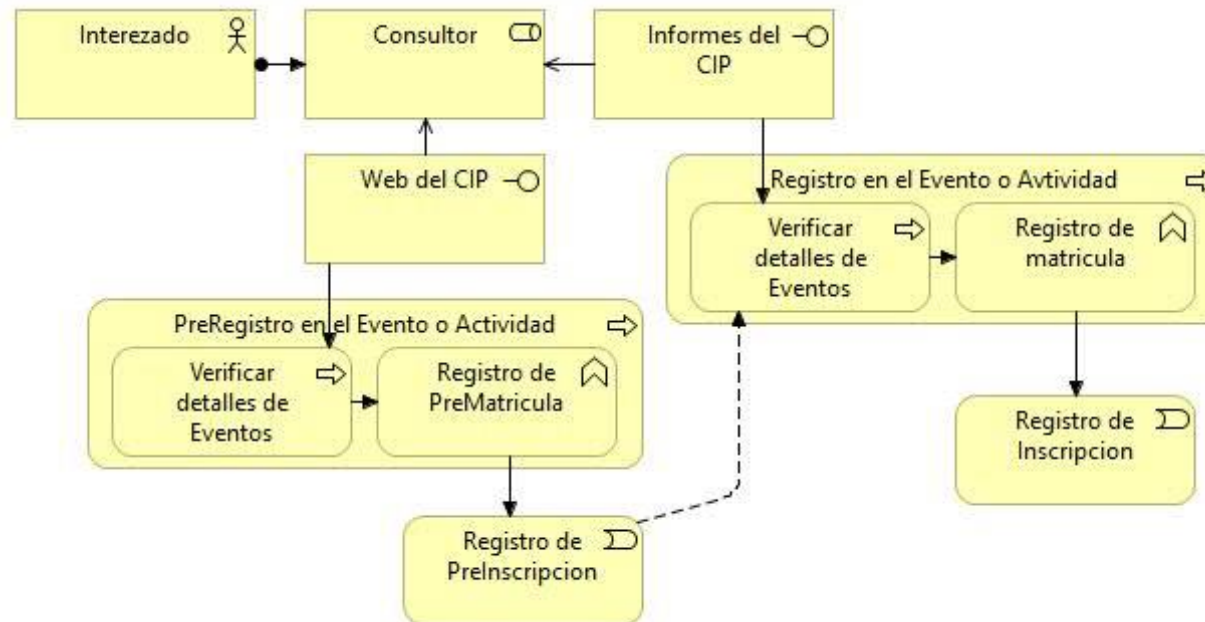 Interezado
Consultor
Informes del
CIP
Web del CIP
Registro en el Evento o Avtividad
Verificar
detalles de
Eventos
Registro de
matricula
PreRegistro en el Evento o Actividad
Verificar
detalles de
Eventos
Registro de
PreMatricula
Registro de
Inscripcion
Registro de
PreInscripcion